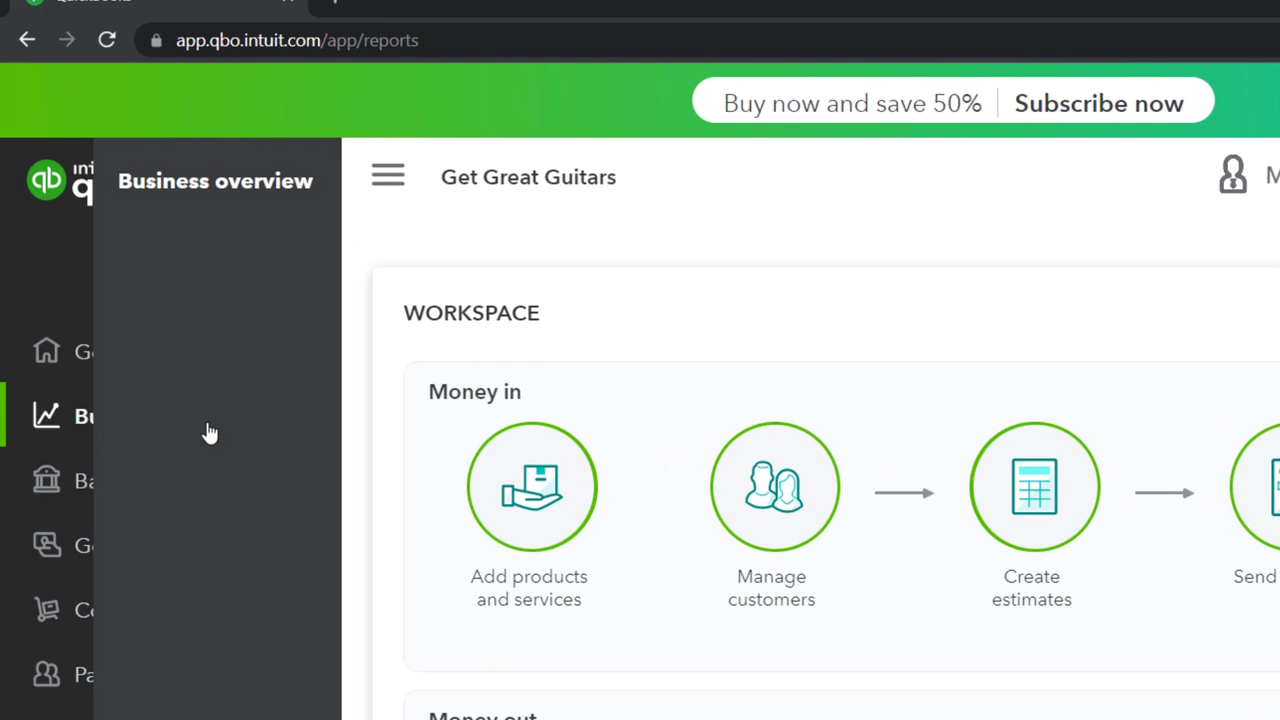 app.qbo.intuit.com/app/reports
Buy now and save 50% Subscribe now
qb
Business overview
Get Great Guitars
WORKSPACE
Money in
Add products
and services
Manage
customers
Create
estimates
Send